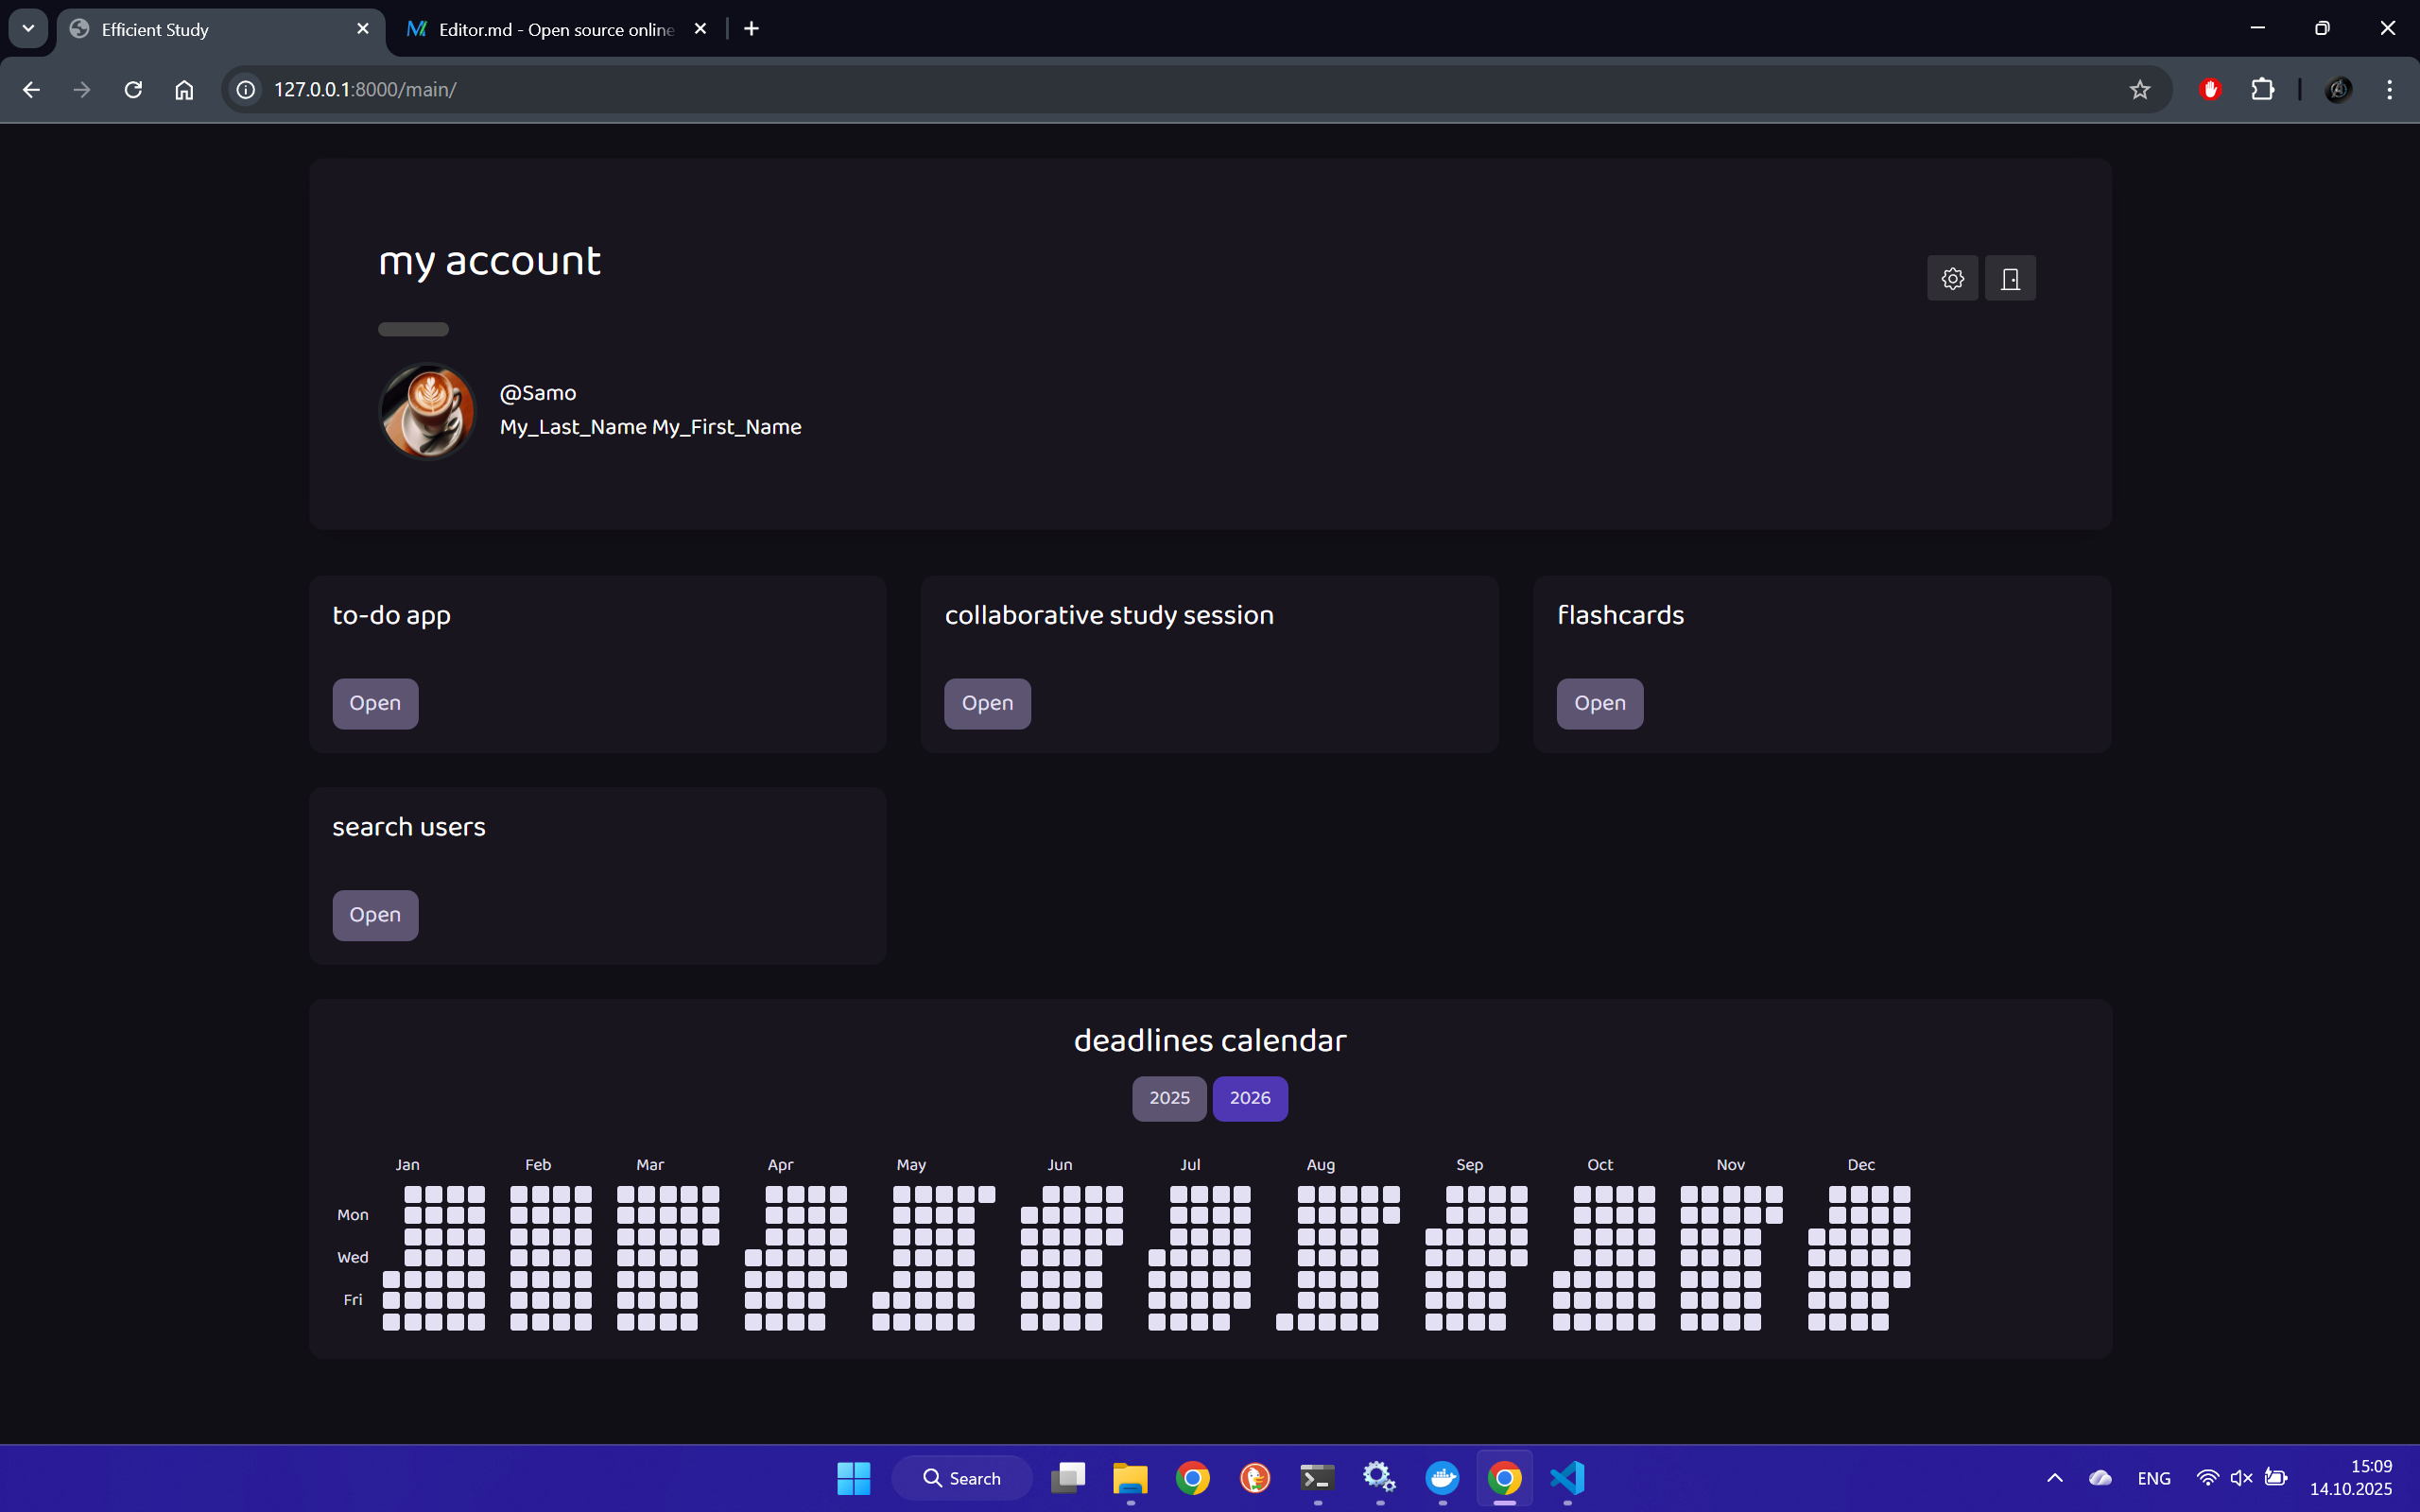 Efficient Study
Editor.md - Open source online
127.0.0.1:8000/main/
my account
@Samo
My_Last_Name My_First_Name
to-do app
collaborative study session
flashcards
Open
Open
Open
search users
Open
deadlines calendar
2025 2026
Jan Feb Mar Apr May Jun Jul Aug Sep Oct Nov Dec
Mon
Wed
Fri
Search
ENG
15:09
14.10.2025